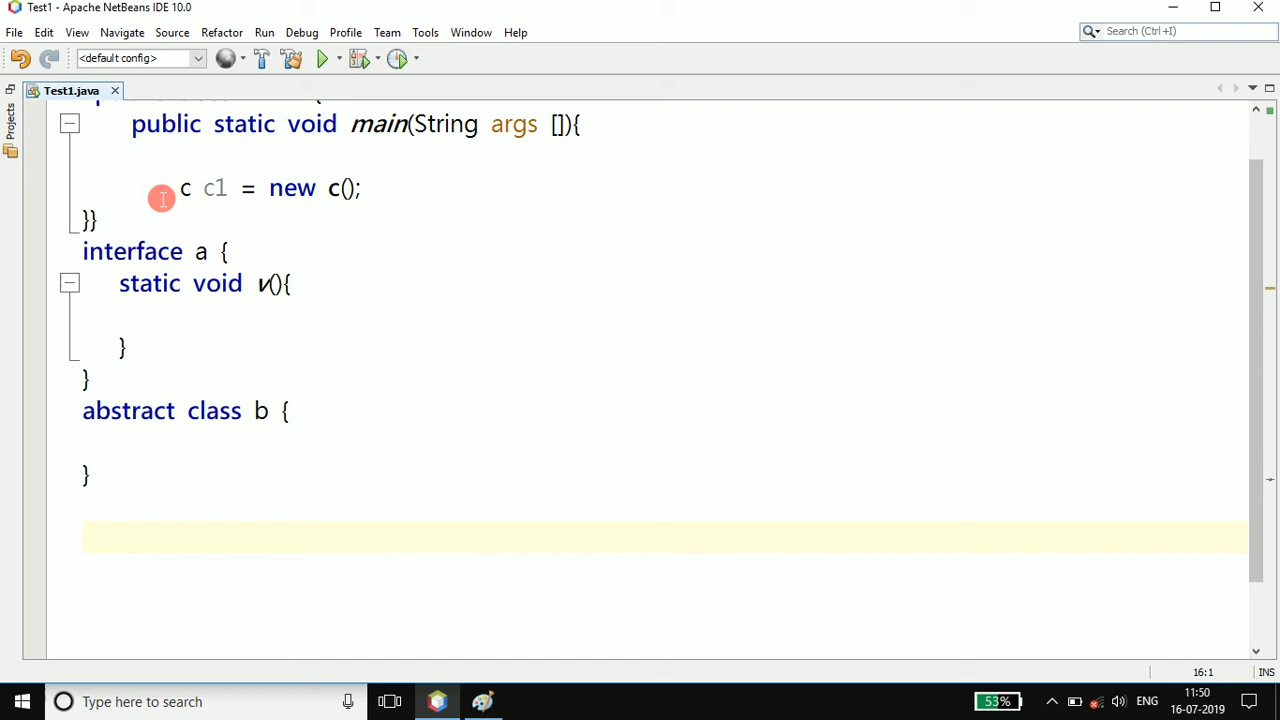 Test1 - Apache NetBeans IDE 10.0
File Edit View Navigate Source Refactor Run Debug Profile Team Tools Window Help
Search (Ctrl+I)
<default config>
Test1.java
Projects
public static void main(String args []){
c c1 = new c();
}}
interface a {
static void v(){
}
}
abstract class b {
}
16:1 INS
Type here to search
53%
ENG
11:50
16-07-2019